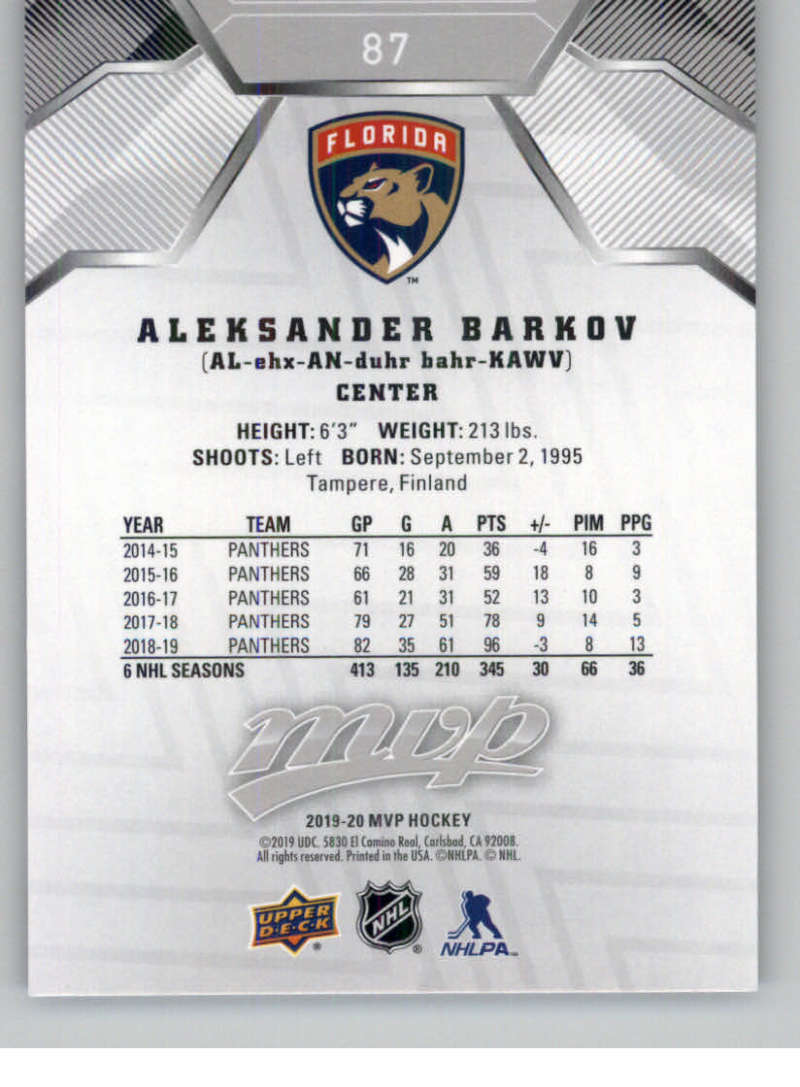 87
FLORIDA
TM
ALEKSANDER BARKOV
(AL-ehx-AN-duhr bahr-KAWV)
CENTER
HEIGHT: 6'3" WEIGHT: 213 lbs.
SHOOTS: Left BORN: September 2, 1995
Tampere, Finland
YEAR TEAM GP G A PTS +/- PIM PPG
2014-15 PANTHERS 71 16 20 36 -4 16 3
2015-16 PANTHERS 66 28 31 59 18 8 9
2016-17 PANTHERS 61 21 31 52 13 10 3
2017-18 PANTHERS 79 27 51 78 9 14 5
2018-19 PANTHERS 82 35 61 96 -3 8 13
6 NHL SEASONS 413 135 210 345 30 66 36
mvp
2019-20 MVP HOCKEY
©2019 UDC. 5830 El Camino Real, Carlsbad, CA 92008.
All rights reserved. Printed in the USA. ©NHLPA. © NHL.
UPPER DECK ® NHL ® NHLPA™